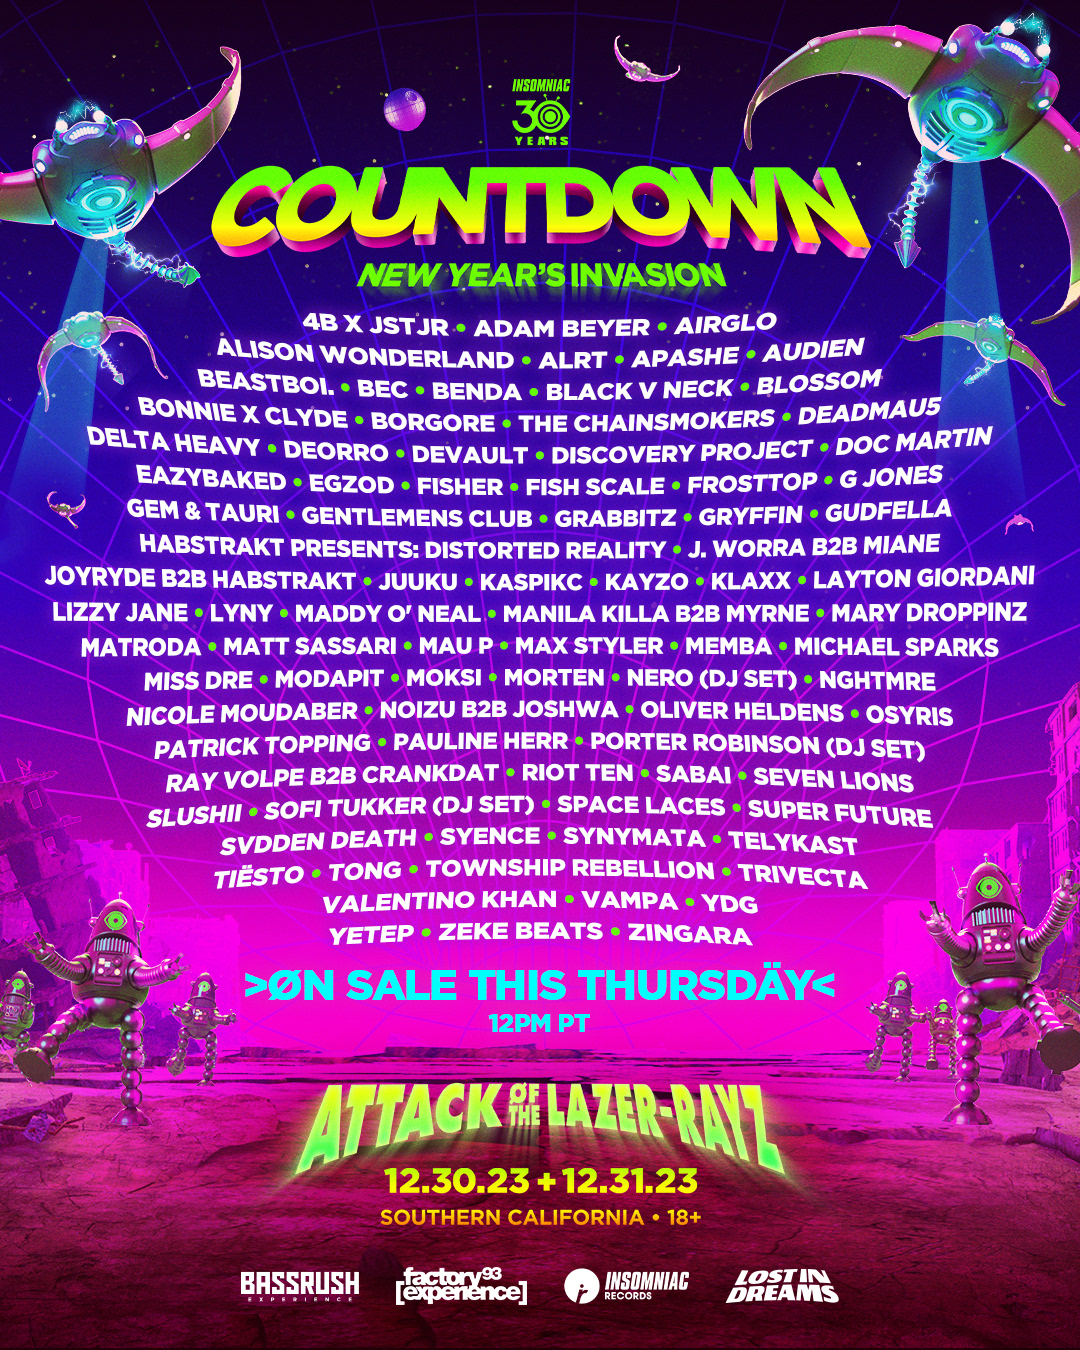 INSOMNIAC
30
YEARS
COUNTDOWN
NEW YEAR'S INVASION
4B X JSTJR • ADAM BEYER • AIRGLO
ALISON WONDERLAND • ALRT • APASHE • AUDIEN
BEASTBOI. • BEC • BENDA • BLACK V NECK • BLOSSOM
BONNIE X CLYDE • BORGORE • THE CHAINSMOKERS • DEADMAU5
DELTA HEAVY • DEORRO • DEVAULT • DISCOVERY PROJECT • DOC MARTIN
EAZYBAKED • EGZOD • FISHER • FISH SCALE • FROSTTOP • G JONES
GEM & TAURI • GENTLEMENS CLUB • GRABBITZ • GRYFFIN • GUDFELLA
HABSTRAKT PRESENTS: DISTORTED REALITY • J. WORRA B2B MIANE
JOYRYDE B2B HABSTRAKT • JUUKU • KASPIKC • KAYZO • KLAXX • LAYTON GIORDANI
LIZZY JANE • LYNY • MADDY O' NEAL • MANILA KILLA B2B MYRNE • MARY DROPPINZ
MATRODA • MATT SASSARI • MAU P • MAX STYLER • MEMBA • MICHAEL SPARKS
MISS DRE • MODAPIT • MOKSI • MORTEN • NERO (DJ SET) • NGHTMRE
NICOLE MOUDABER • NOIZU B2B JOSHWA • OLIVER HELDENS • OSYRIS
PATRICK TOPPING • PAULINE HERR • PORTER ROBINSON (DJ SET)
RAY VOLPE B2B CRANKDAT • RIOT TEN • SABAI • SEVEN LIONS
SLUSHII • SOFI TUKKER (DJ SET) • SPACE LACES • SUPER FUTURE
SVDDEN DEATH • SYENCE • SYNYMATA • TELYKAST
TIËSTO • TONG • TOWNSHIP REBELLION • TRIVECTA
VALENTINO KHAN • VAMPA • YDG
YETEP • ZEKE BEATS • ZINGARA
>ØN SALE THIS THURSDÄY<
12PM PT
ATTACK ØF THE LAZER-RAYZ
12.30.23 + 12.31.23
SOUTHERN CALIFORNIA • 18+
BASSRUSH EXPERIENCE
factory 93 [experience]
INSOMNIAC RECORDS
LOST IN DREAMS